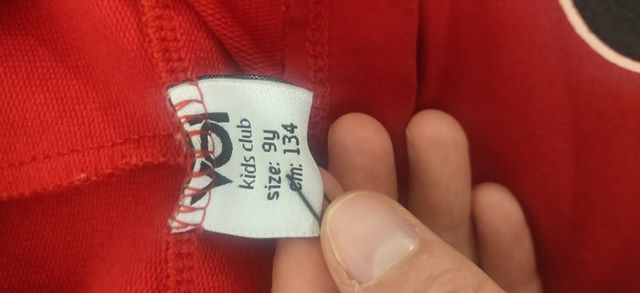 kids club
size: 9y
cm: 134